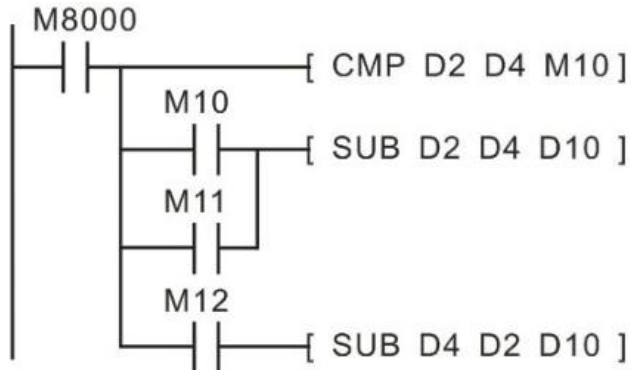 M8000
[ CMP D2 D4 M10 ]
M10
[ SUB D2 D4 D10 ]
M11
M12
[ SUB D4 D2 D10 ]